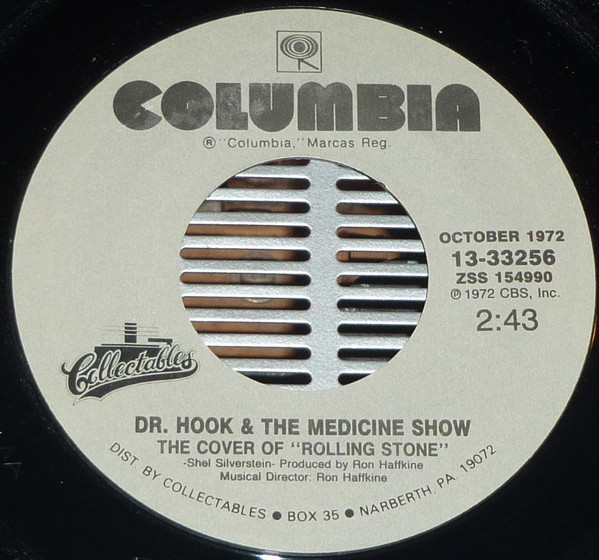 COLUMBIA
® "Columbia," Marcas Reg.
OCTOBER 1972
13-33256
ZSS 154990
℗ 1972 CBS, Inc.
2:43
Collectables
DR. HOOK & THE MEDICINE SHOW
THE COVER OF "ROLLING STONE"
-Shel Silverstein- Produced by Ron Haffkine
Musical Director: Ron Haffkine
DIST. BY COLLECTABLES ● BOX 35 ● NARBERTH, PA. 19072